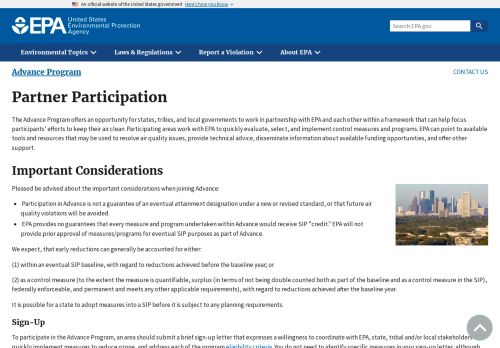 An official website of the United States government Here's how you know
EPA United States
Environmental Protection
Agency
Search EPA.gov
Environmental Topics
Laws & Regulations
Report a Violation
About EPA
Advance Program
CONTACT US
Partner Participation
The Advance Program offers an opportunity for states, tribes, and local governments to work in partnership with EPA and each other within a framework that can help focus
participants' efforts to keep their air clean. Participating areas work with EPA to quickly evaluate, select, and implement control measures and programs. EPA can point to available
tools and resources that may be used to resolve air quality issues, provide technical advice, disseminate information about available funding opportunities, and offer other
support.
Important Considerations
Please be advised about the important considerations when joining Advance:
• Participation in Advance is not a guarantee of an eventual attainment designation under a new or revised standard, or that future air
quality violations will be avoided.
• EPA provides no guarantees that every measure and program undertaken within Advance would receive SIP "credit." EPA will not
provide prior approval of measures/programs for eventual SIP purposes as part of Advance.
We expect, that early reductions can generally be accounted for either:
(1) within an eventual SIP baseline, with regard to reductions achieved before the baseline year; or
(2) as a control measure (to the extent the measure is quantifiable, surplus (in terms of not being double counted both as part of the baseline and as a control measure in the SIP),
federally enforceable, and permanent and meets any other applicable requirements), with regard to reductions achieved after the baseline year.
It is possible for a state to adopt measures into a SIP before it is subject to any planning requirements.
Sign-Up
To participate in the Advance Program, an area should submit a brief sign-up letter that expresses a willingness to coordinate with EPA, state, tribal and/or local stakeholders
quickly implement measures to reduce ozone, and address each of the program eligibility criteria. You do not need to identify specific measures in your sign-up letter, although